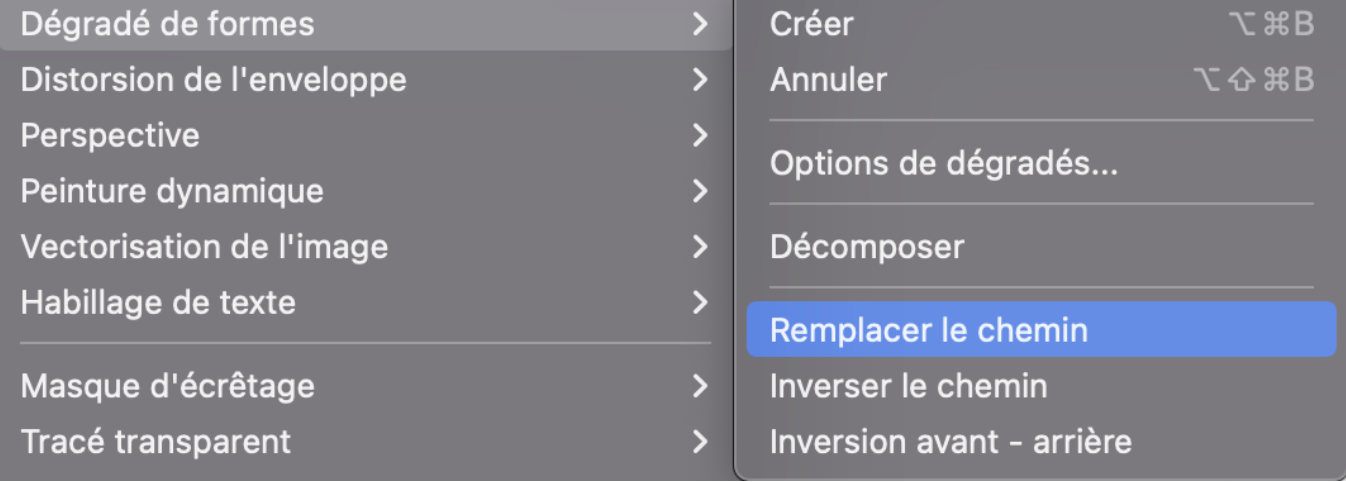 Dégradé de formes
Distorsion de l'enveloppe
Perspective
Peinture dynamique
Vectorisation de l'image
Habillage de texte
Masque d'écrêtage
Tracé transparent
Créer ⌥⌘B
Annuler ⌥⇧⌘B
Options de dégradés...
Décomposer
Remplacer le chemin
Inverser le chemin
Inversion avant - arrière